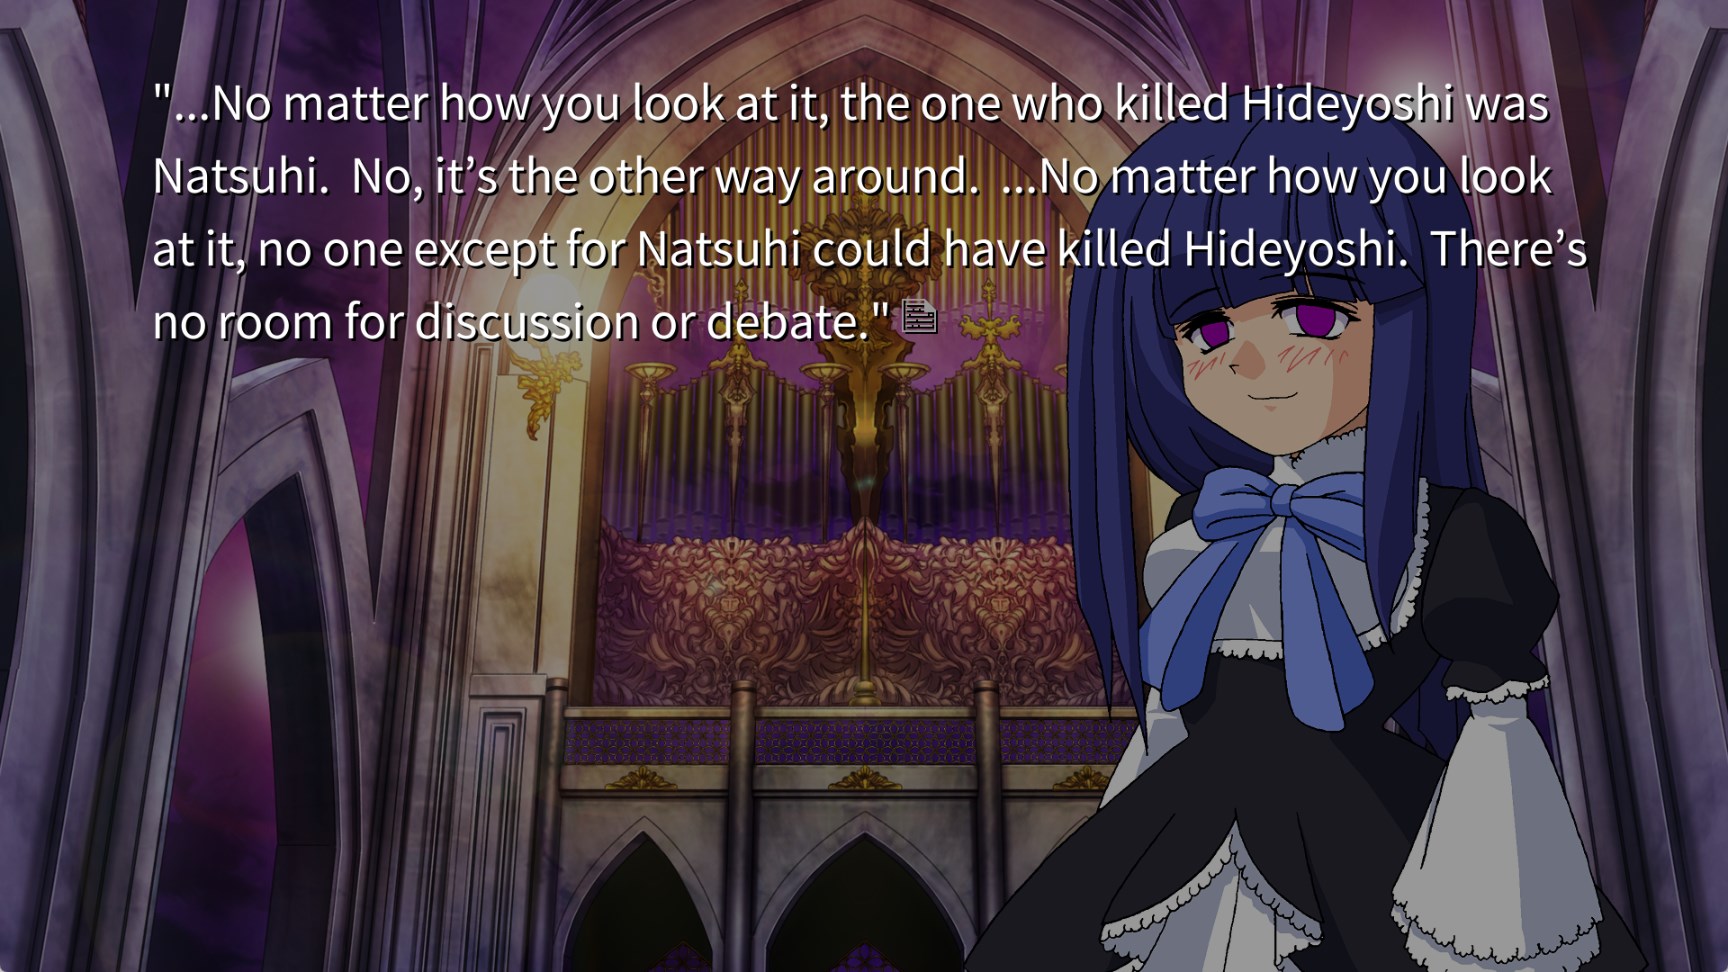 "...No matter how you look at it, the one who killed Hideyoshi was
Natsuhi.  No, it’s the other way around.  ...No matter how you look
at it, no one except for Natsuhi could have killed Hideyoshi.  There’s
no room for discussion or debate."